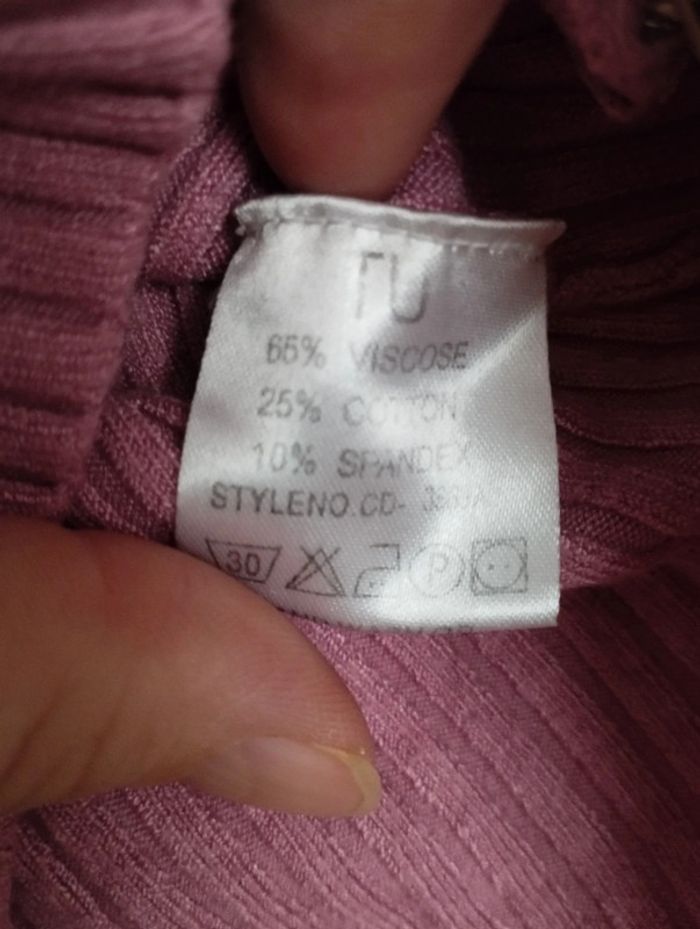 65% VISCOSE
25% COTTON
10% SPANDEX
STYLENO.CD-
30
P